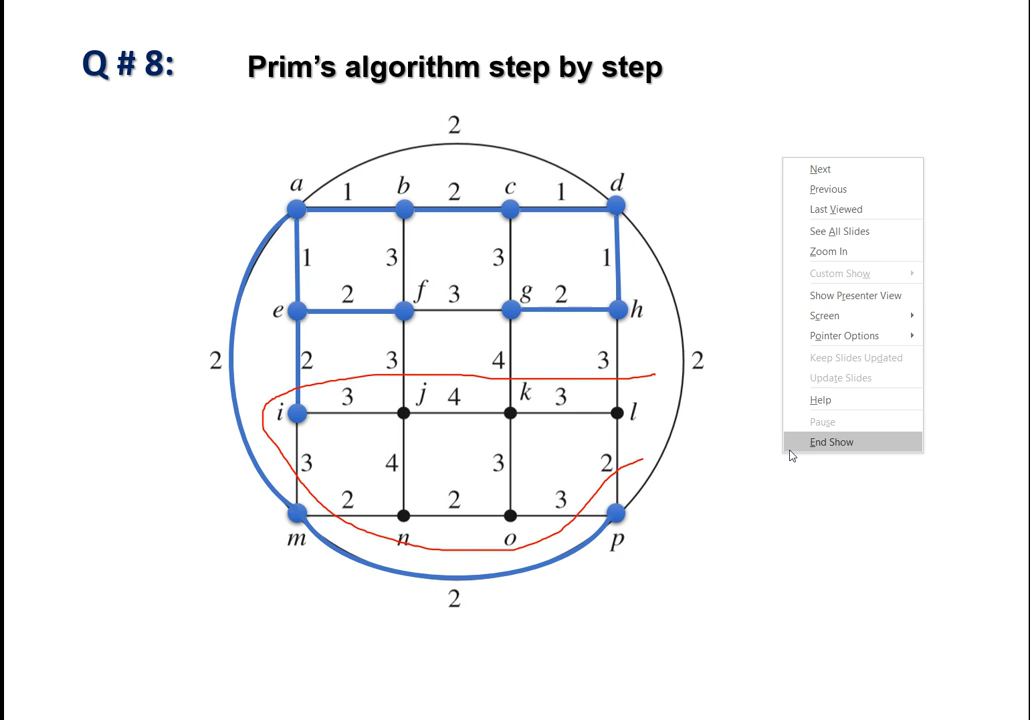 Q # 8:
Prim's algorithm step by step
2
a 1 b 2 c 1 d
1 3 3 1
e 2 f 3 g 2 h
2 2 3 4 3 2
i 3 j 4 k 3 l
3 4 3 2
2 2 3
m n o p
2
Next
Previous
Last Viewed
See All Slides
Zoom In
Custom Show
Show Presenter View
Screen
Pointer Options
Keep Slides Updated
Update Slides
Help
Pause
End Show